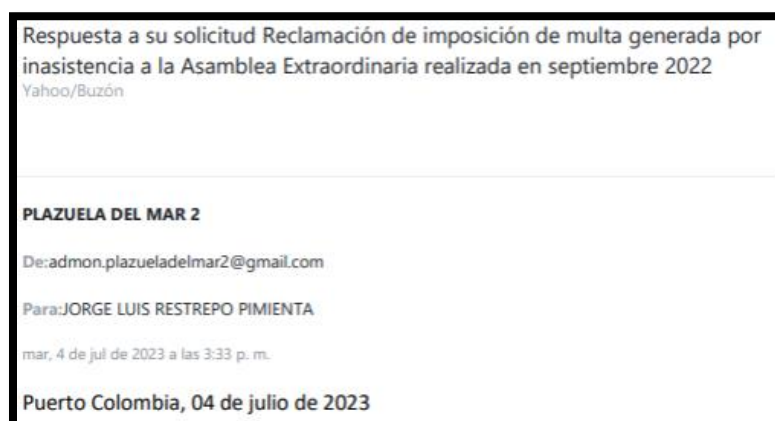 Respuesta a su solicitud Reclamación de imposición de multa generada por
inasistencia a la Asamblea Extraordinaria realizada en septiembre 2022
Yahoo/Buzón
PLAZUELA DEL MAR 2
De:admon.plazueladelmar2@gmail.com
Para:JORGE LUIS RESTREPO PIMIENTA
mar, 4 de jul de 2023 a las 3:33 p. m.
Puerto Colombia, 04 de julio de 2023